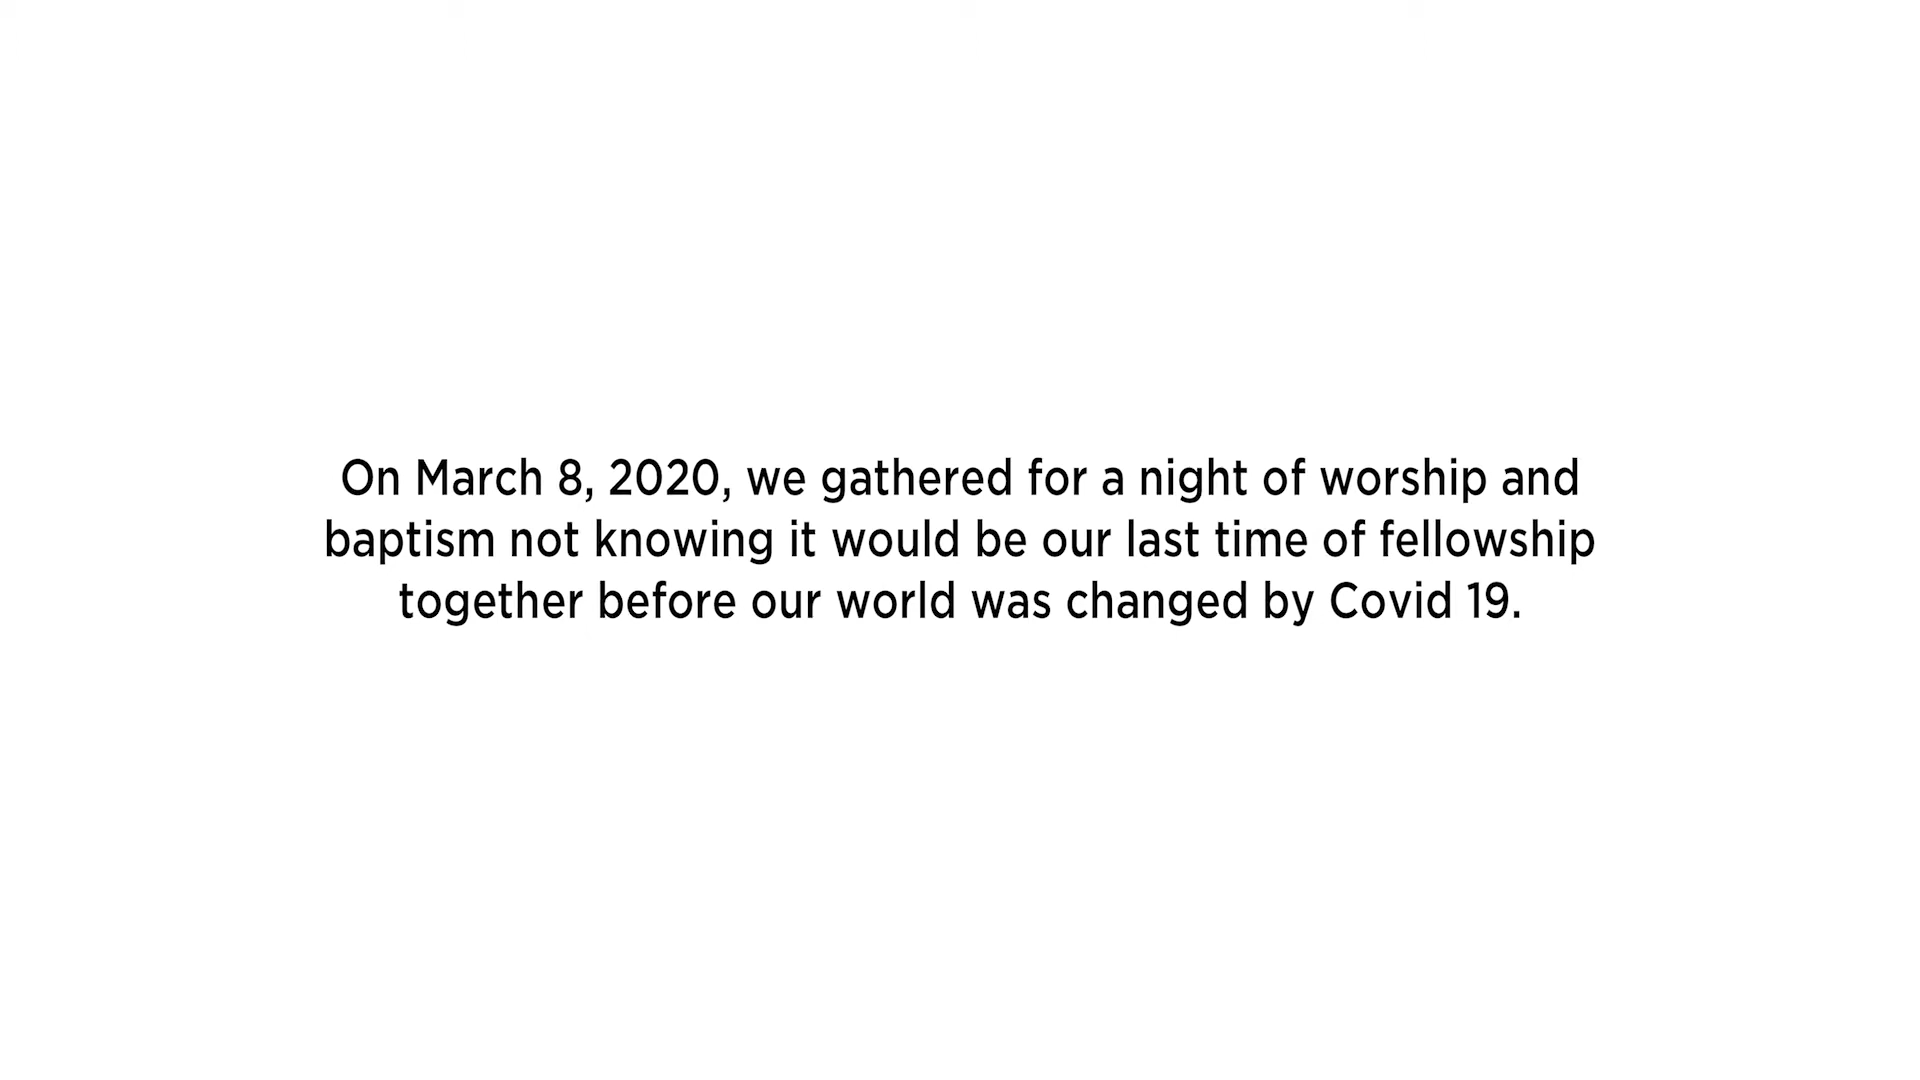 On March 8, 2020, we gathered for a night of worship and
baptism not knowing it would be our last time of fellowship
together before our world was changed by Covid 19.